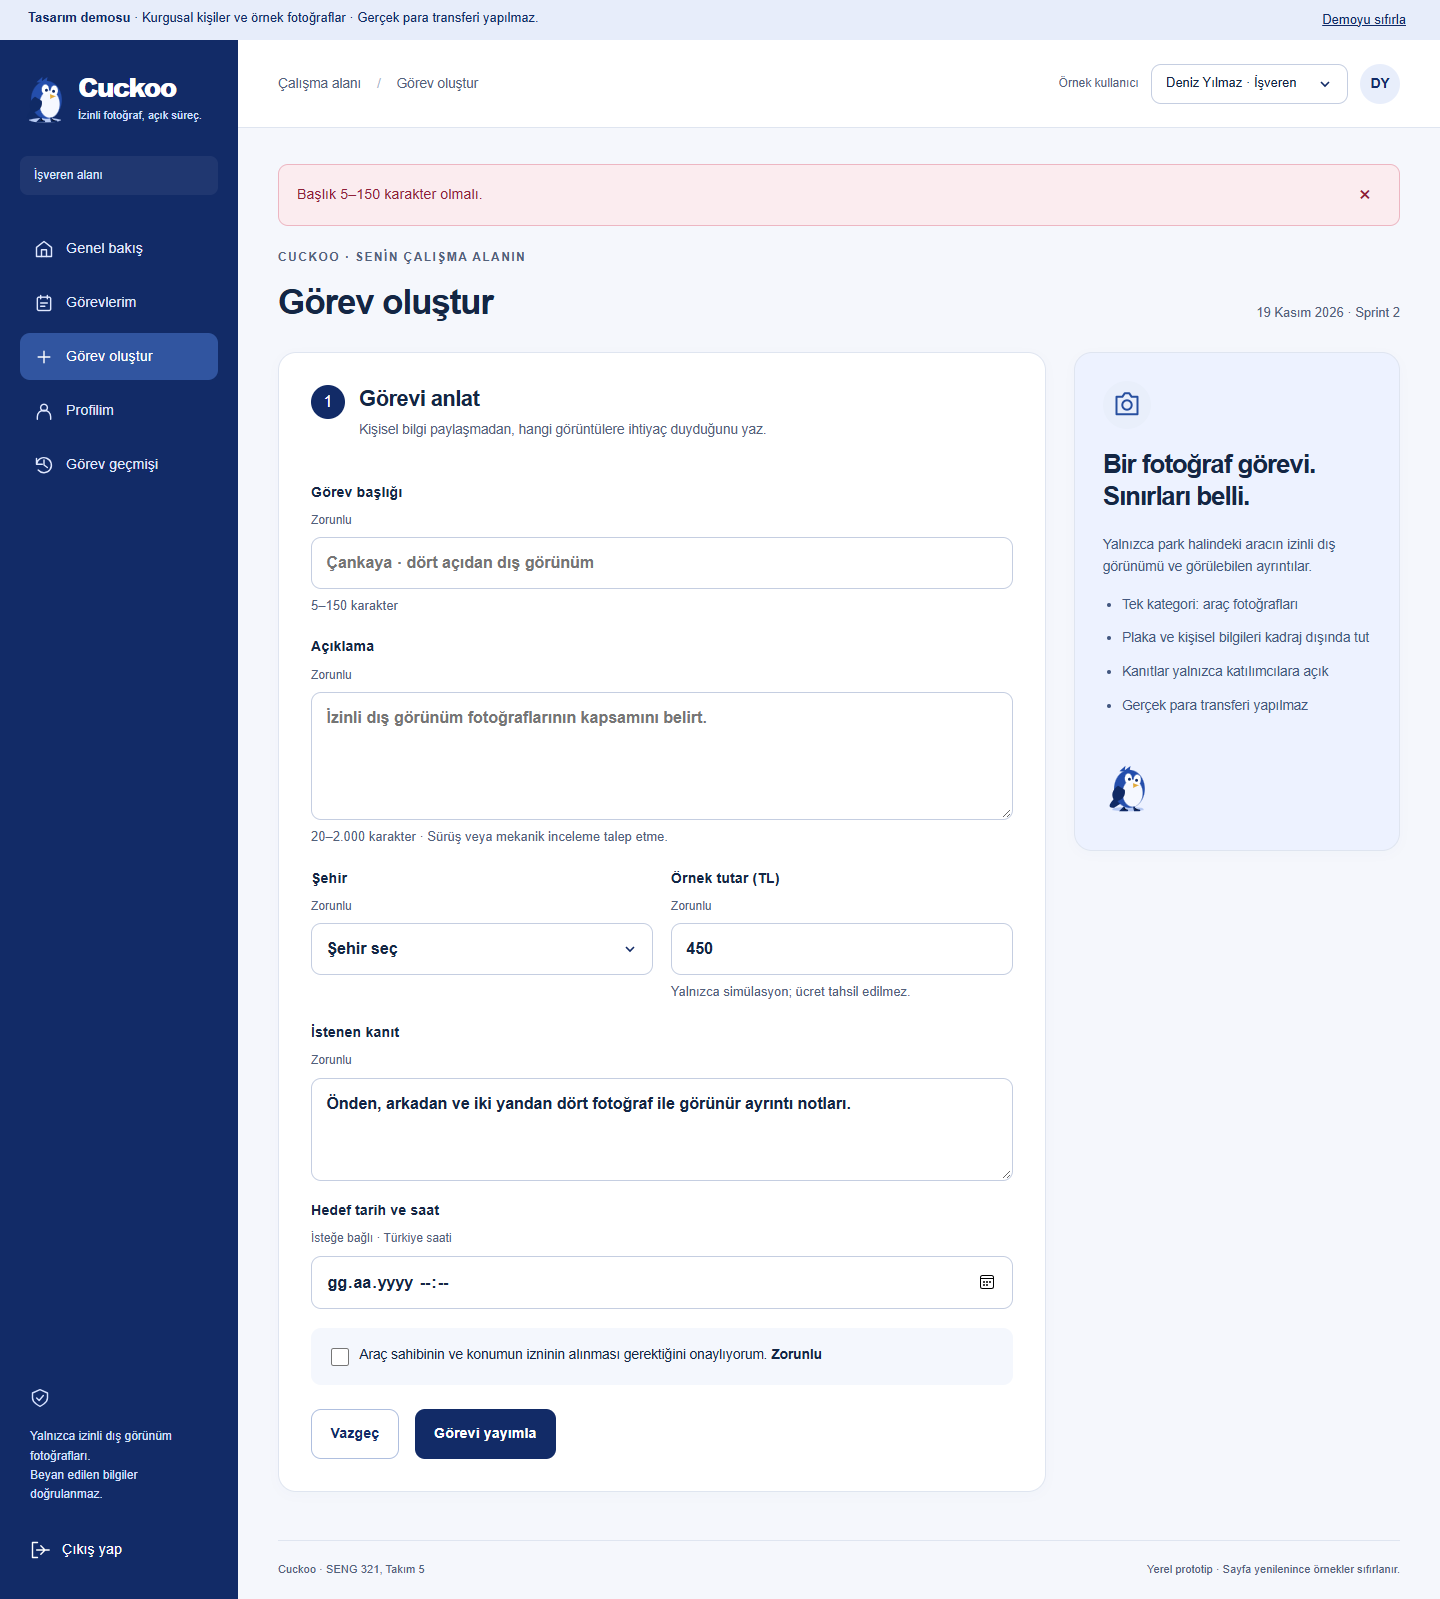 Tasarım demosu · Kurgusal kişiler ve örnek fotoğraflar · Gerçek para transferi yapılmaz.
Demoyu sıfırla
Cuckoo
İzinli fotoğraf, açık süreç.
İşveren alanı
Genel bakış
Görevlerim
Görev oluştur
Profilim
Görev geçmişi
Yalnızca izinli dış görünüm
fotoğrafları.
Beyan edilen bilgiler
doğrulanmaz.
Çıkış yap
Çalışma alanı / Görev oluştur
Örnek kullanıcı
Deniz Yılmaz · İşveren
DY
Başlık 5–150 karakter olmalı.
CUCKOO · SENİN ÇALIŞMA ALANIN
Görev oluştur
19 Kasım 2026 · Sprint 2
1
Görevi anlat
Kişisel bilgi paylaşmadan, hangi görüntülere ihtiyaç duyduğunu yaz.
Görev başlığı
Zorunlu
Çankaya · dört açıdan dış görünüm
5–150 karakter
Açıklama
Zorunlu
İzinli dış görünüm fotoğraflarının kapsamını belirt.
20–2.000 karakter · Sürüş veya mekanik inceleme talep etme.
Şehir
Zorunlu
Şehir seç
Örnek tutar (TL)
Zorunlu
450
Yalnızca simülasyon; ücret tahsil edilmez.
İstenen kanıt
Zorunlu
Önden, arkadan ve iki yandan dört fotoğraf ile görünür ayrıntı notları.
Hedef tarih ve saat
İsteğe bağlı · Türkiye saati
gg.aa.yyyy --:--
Araç sahibinin ve konumun izninin alınması gerektiğini onaylıyorum. Zorunlu
Vazgeç
Görevi yayımla
Bir fotoğraf görevi.
Sınırları belli.
Yalnızca park halindeki aracın izinli dış
görünümü ve görülebilen ayrıntılar.
• Tek kategori: araç fotoğrafları
• Plaka ve kişisel bilgileri kadraj dışında tut
• Kanıtlar yalnızca katılımcılara açık
• Gerçek para transferi yapılmaz
Cuckoo · SENG 321, Takım 5
Yerel prototip · Sayfa yenilenince örnekler sıfırlanır.